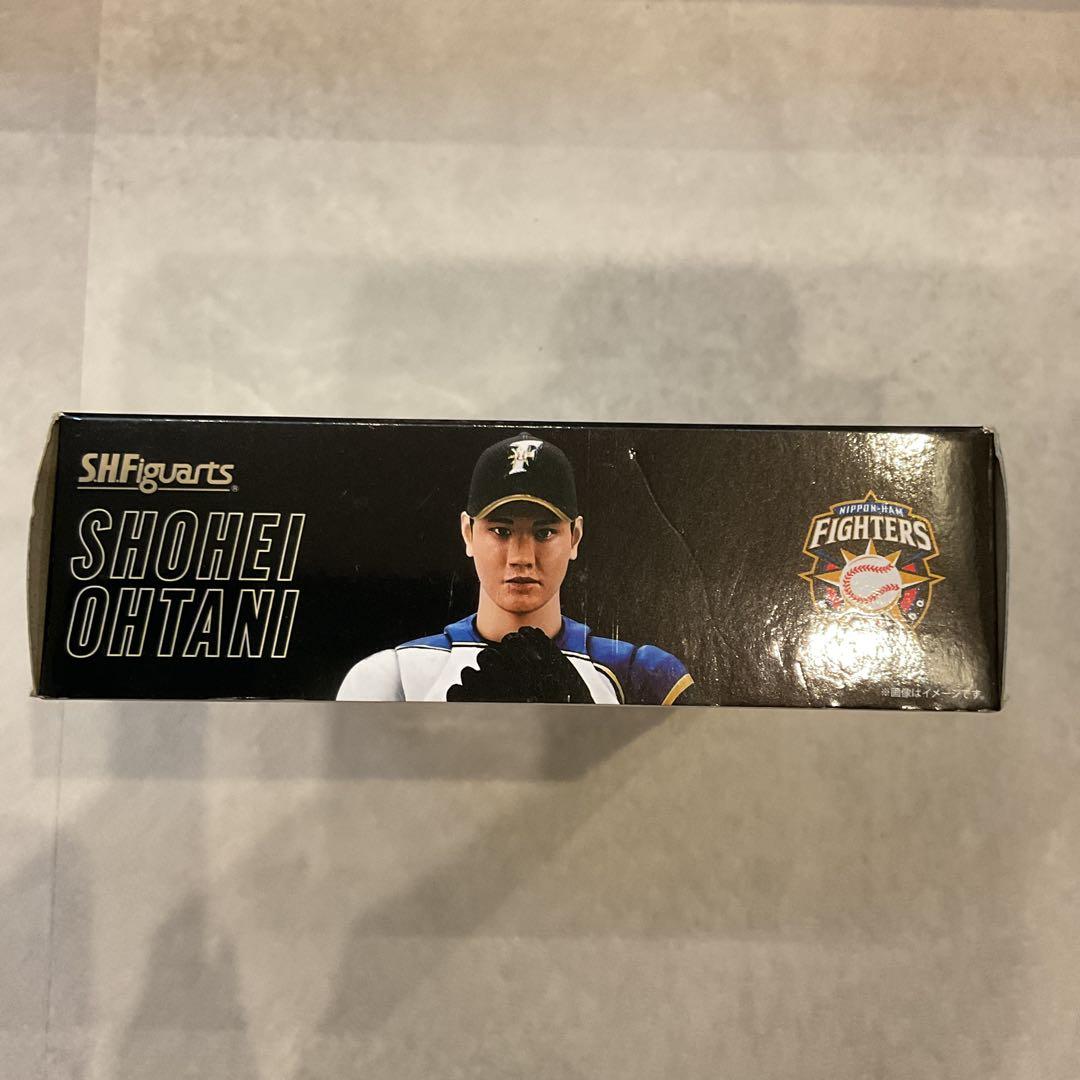 S.H.Figuarts®
SHOHEI
OHTANI
F
NIPPON-HAM
FIGHTERS
※画像はイメージです。